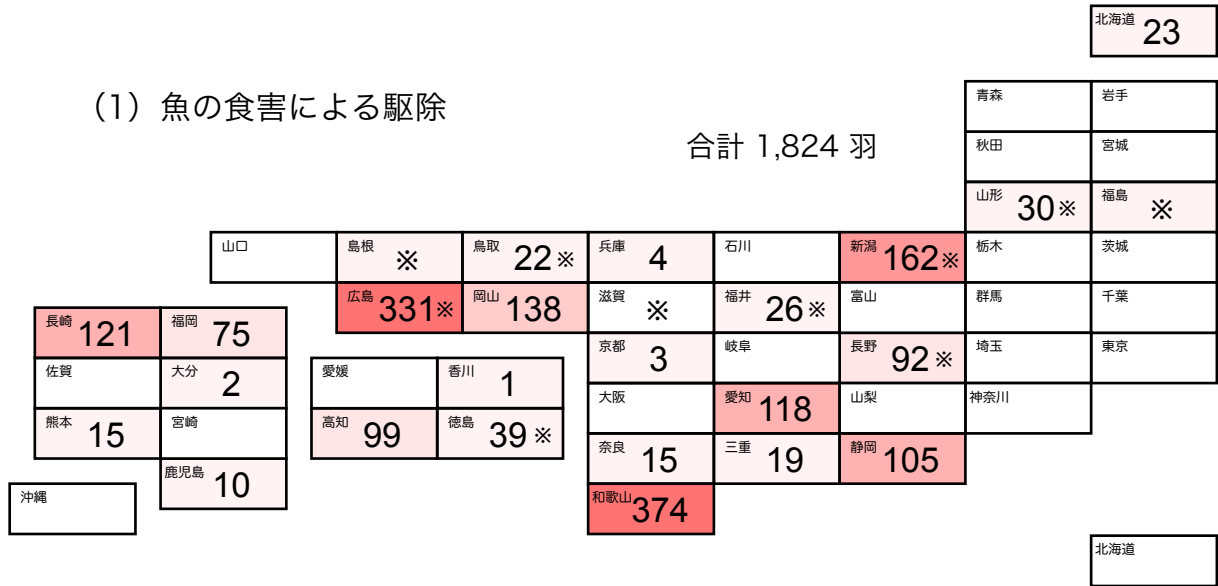 北海道 23
（1）魚の食害による駆除
合計 1,824 羽
青森 岩手
秋田 宮城
山形 30※ 福島 ※
山口 島根 ※ 鳥取 22※ 兵庫 4 石川 新潟 162※ 栃木 茨城
広島 331※ 岡山 138 滋賀 ※ 福井 26※ 富山 群馬 千葉
長崎 121 福岡 75
京都 3 岐阜 長野 92※ 埼玉 東京
佐賀 大分 2 愛媛 香川 1
大阪 愛知 118 山梨 神奈川
熊本 15 宮崎 高知 99 徳島 39※
奈良 15 三重 19 静岡 105
鹿児島 10
沖縄 和歌山 374
北海道